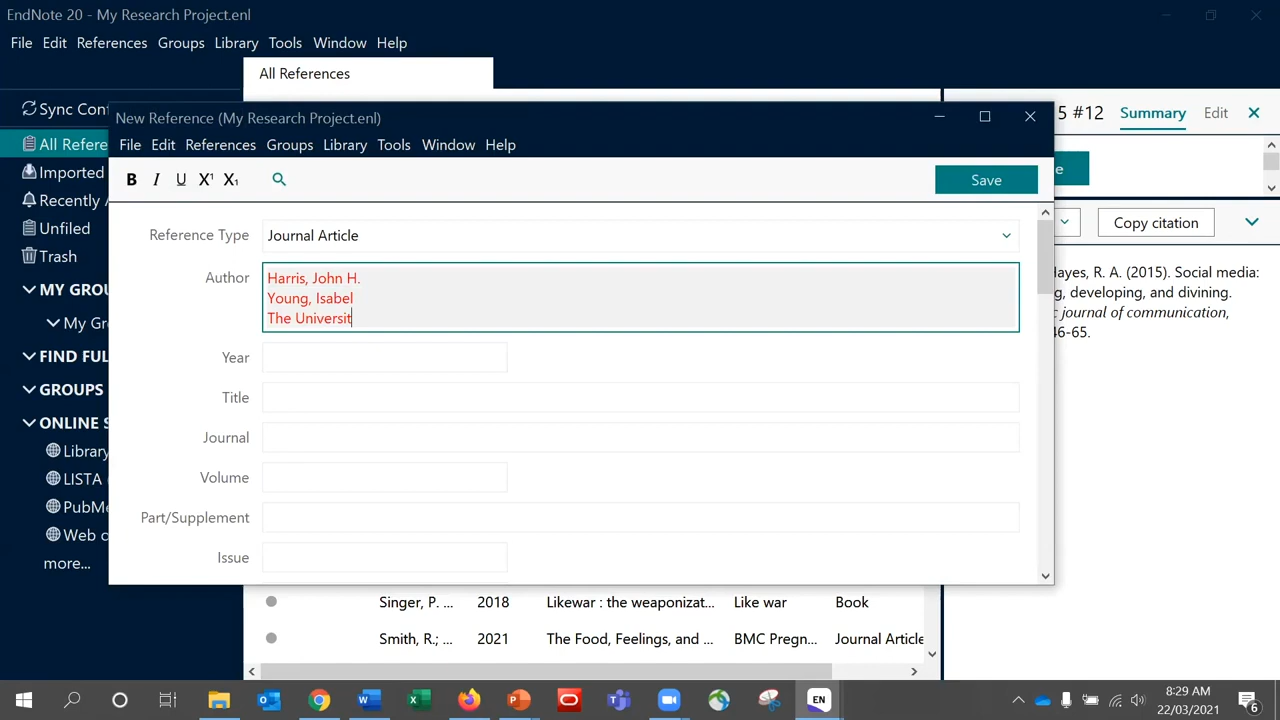 EndNote 20 - My Research Project.enl
File Edit References Groups Library Tools Window Help
All References
Sync Con
All Refere
Imported
Recently
Unfiled
Trash
MY GRO
My Gr
FIND FUL
GROUPS
ONLINE S
Library
LISTA
PubMe
Web o
more...
New Reference (My Research Project.enl)
File Edit References Groups Library Tools Window Help
B I U X¹ X₁
Save
Reference Type Journal Article
Author Harris, John H.
Young, Isabel
The Universit
Year
Title
Journal
Volume
Part/Supplement
Issue
Singer, P. ... 2018 Likewar : the weaponizat... Like war Book
Smith, R.; ... 2021 The Food, Feelings, and ... BMC Pregn... Journal Article
5 #12 Summary Edit
e
Copy citation
Hayes, R. A. (2015). Social media:
g, developing, and divining.
c journal of communication,
46-65.
EN
8:29 AM
22/03/2021
6